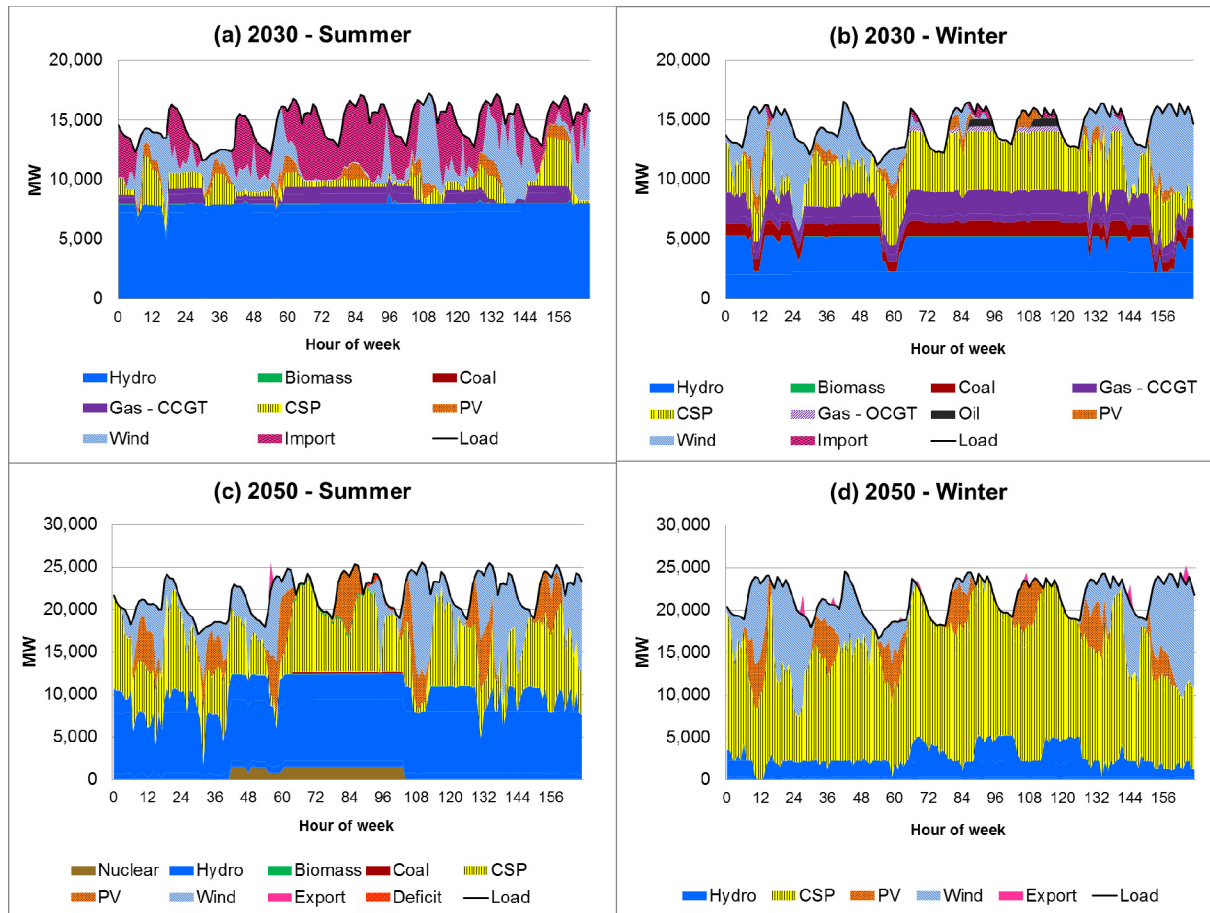 (a) 2030 - Summer
20,000
15,000
10,000
5,000
0
MW
0 12 24 36 48 60 72 84 96 108 120 132 144 156
Hour of week
Hydro Biomass Coal
Gas - CCGT CSP PV
Wind Import Load
(b) 2030 - Winter
20,000
15,000
10,000
5,000
0
MW
0 12 24 36 48 60 72 84 96 108 120 132 144 156
Hour of week
Hydro Biomass Coal Gas - CCGT
CSP Gas - OCGT Oil PV
Wind Import Load
(c) 2050 - Summer
30,000
25,000
20,000
15,000
10,000
5,000
0
MW
0 12 24 36 48 60 72 84 96 108 120 132 144 156
Hour of week
Nuclear Hydro Biomass Coal CSP
PV Wind Export Deficit Load
(d) 2050 - Winter
30,000
25,000
20,000
15,000
10,000
5,000
0
MW
0 12 24 36 48 60 72 84 96 108 120 132 144 156
Hour of week
Hydro CSP PV Wind Export Load